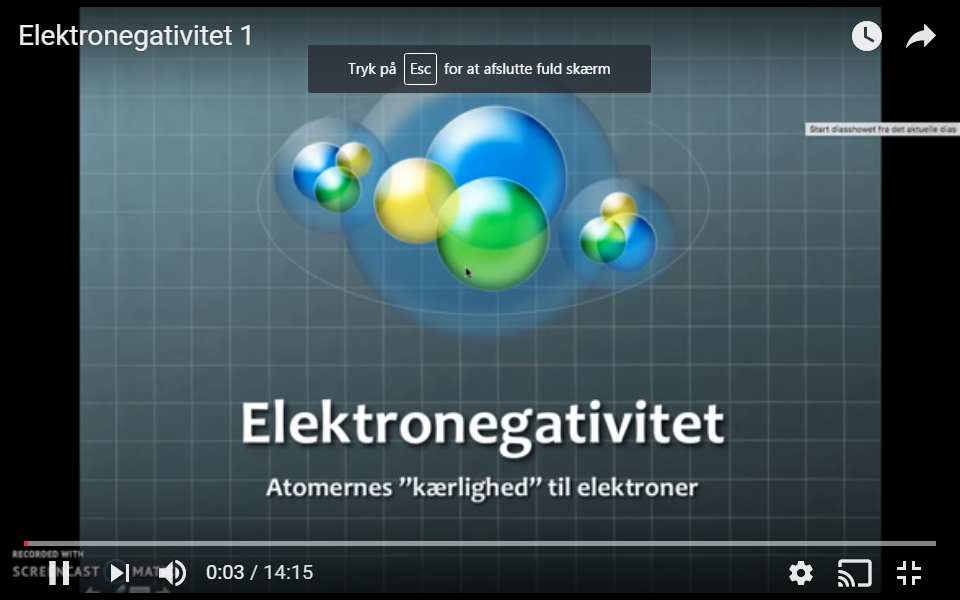 Elektronegativitet 1
Tryk på Esc for at afslutte fuld skærm
Start diasshowet fra det aktuelle dias
Elektronegativitet
Atomernes ”kærlighed” til elektroner
RECORDED WITH
0:03 / 14:15